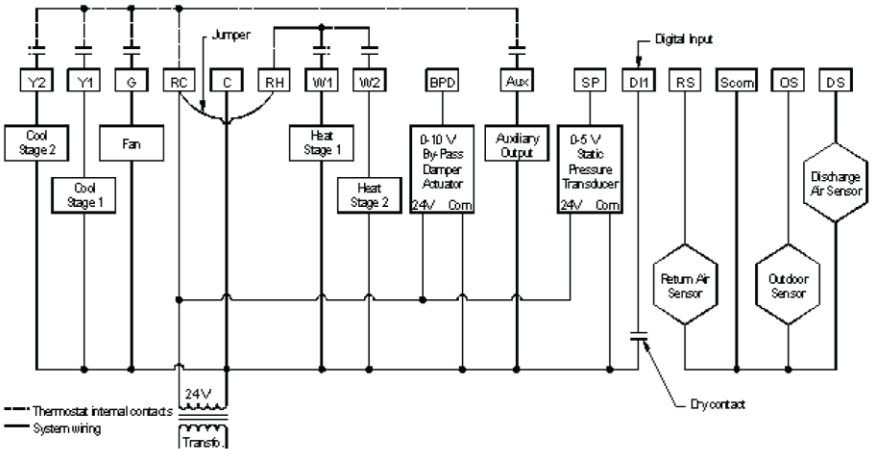 Jumper
Digital Input
Y2 Y1 G RC C RH W1 W2 BPD Aux SP DI1 RS Scom OS DS
Cool
Stage 2
Fan
Heat
Stage 1
0-10 V
By-Pass
Damper
Actuator
24V Com
Auxiliary
Output
0-5 V
Static
Pressure
Transducer
24V Com
Discharge
Air Sensor
Cool
Stage 1
Heat
Stage 2
Return Air
Sensor
Outdoor
Sensor
24V
Dry contact
Thermostat internal contacts
System wiring
Transfo.